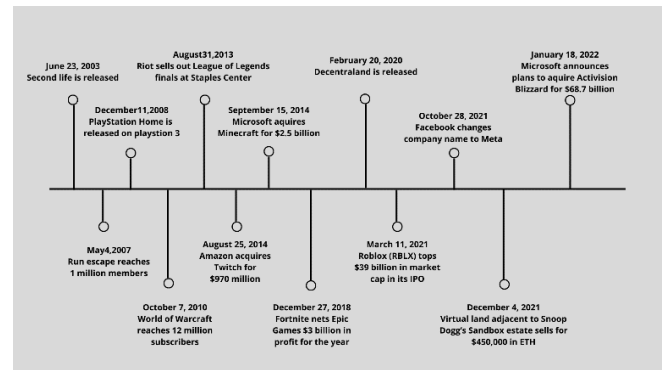 June 23, 2003
Second life is released
August31,2013
Riot sells out League of Legends
finals at Staples Center
February 20, 2020
Decentraland is released
January 18, 2022
Microsoft announces
plans to aquire Activision
Blizzard for $68.7 billion
December11,2008
PlayStation Home is
released on playstion 3
September 15, 2014
Microsoft aquires
Minecraft for $2.5 billion
October 28, 2021
Facebook changes
company name to Meta
May4,2007
Run escape reaches
1 million members
August 25, 2014
Amazon acquires
Twitch for
$970 million
March 11, 2021
Roblox (RBLX) tops
$39 billion in market
cap in its IPO
October 7, 2010
World of Warcraft
reaches 12 million
subscribers
December 27, 2018
Fortnite nets Epic
Games $3 billion in
profit for the year
December 4, 2021
Virtual land adjacent to Snoop
Dogg's Sandbox estate sells for
$450,000 in ETH